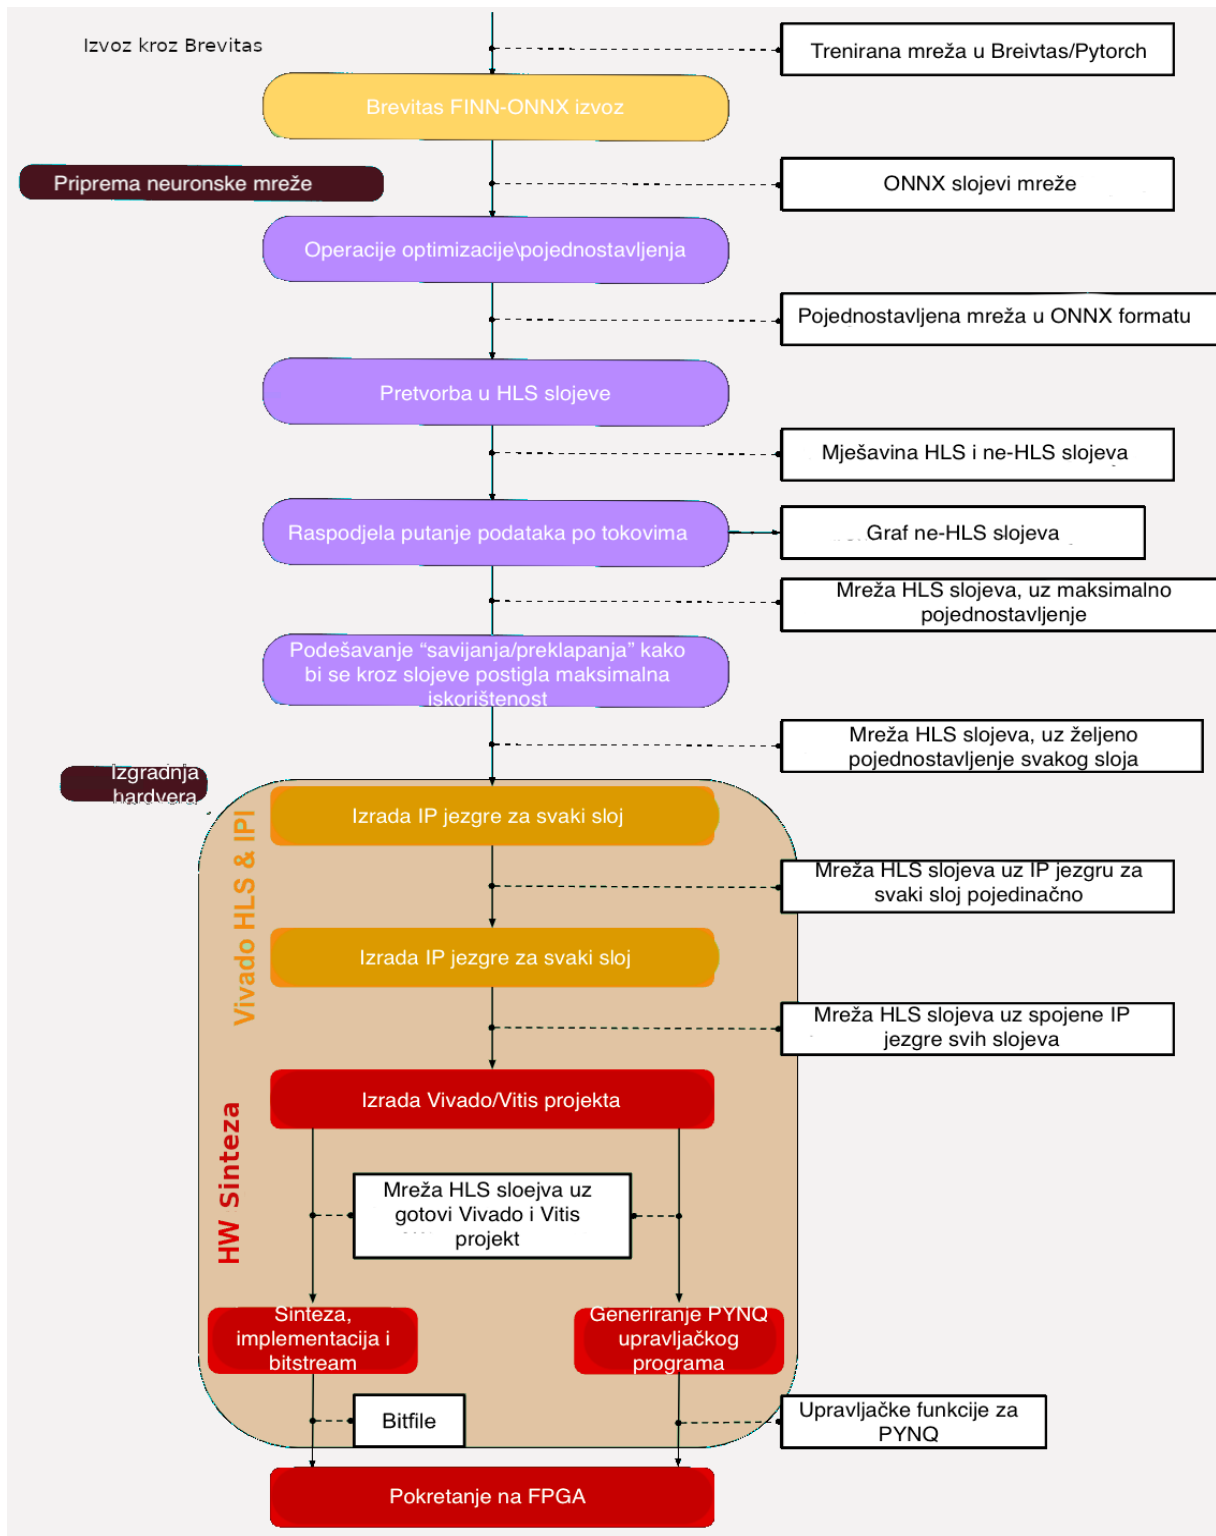 Izvoz kroz Brevitas
Trenirana mreža u Breivtas/Pytorch
Brevitas FINN-ONNX izvoz
Priprema neuronske mreže
ONNX slojevi mreže
Operacije optimizacije\pojednostavljenja
Pojednostavljena mreža u ONNX formatu
Pretvorba u HLS slojeve
Mješavina HLS i ne-HLS slojeva
Raspodjela putanje podataka po tokovima
Graf ne-HLS slojeva
Mreža HLS slojeva, uz maksimalno
pojednostavljenje
Podešavanje “savijanja/preklapanja” kako
bi se kroz slojeve postigla maksimalna
iskorištenost
Mreža HLS slojeva, uz željeno
pojednostavljenje svakog sloja
Izgradnja
hardvera
Vivado HLS & IPI
Izrada IP jezgre za svaki sloj
Mreža HLS slojeva uz IP jezgru za
svaki sloj pojedinačno
Izrada IP jezgre za svaki sloj
Mreža HLS slojeva uz spojene IP
jezgre svih slojeva
HW Sinteza
Izrada Vivado/Vitis projekta
Mreža HLS sloejva uz
gotovi Vivado i Vitis
projekt
Sinteza,
implementacija i
bitstream
Generiranje PYNQ
upravljačkog
programa
Bitfile
Upravljačke funkcije za
PYNQ
Pokretanje na FPGA